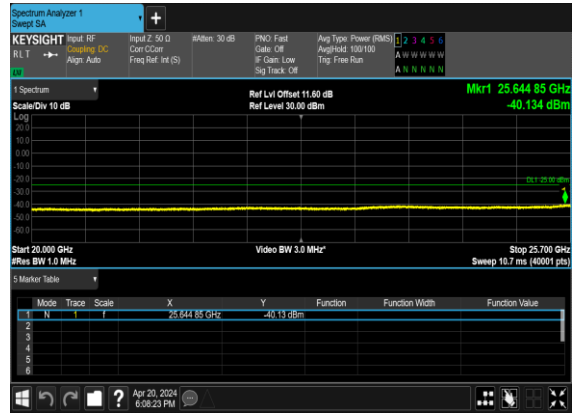 Spectrum Analyzer 1
Swept SA
+
KEYSIGHT Input: RF Input Z: 50 Ω #Atten: 30 dB PNO: Fast Avg Type: Power (RMS) 1 2 3 4 5 6
RLT Coupling: DC Corr CCorr Gate: Off Avg|Hold: 100/100 A W W W W W
Align: Auto Freq Ref: Int (S) IF Gain: Low Trig: Free Run
Sig Track: Off A N N N N N
1 Spectrum Ref Lvl Offset 11.60 dB Mkr1 25.644 85 GHz
Scale/Div 10 dB Ref Level 30.00 dBm -40.134 dBm
Log
20.0
10.0
0.00
-10.0
-20.0
DL1 -25.00 dBm
-30.0
1
-40.0
-50.0
-60.0
Start 20.000 GHz Video BW 3.0 MHz* Stop 25.700 GHz
#Res BW 1.0 MHz Sweep 10.7 ms (40001 pts)
5 Marker Table
Mode Trace Scale X Y Function Function Width Function Value
1 N 1 f 25.644 85 GHz -40.13 dBm
2
3
4
5
6
? Apr 20, 2024
6:08:23 PM